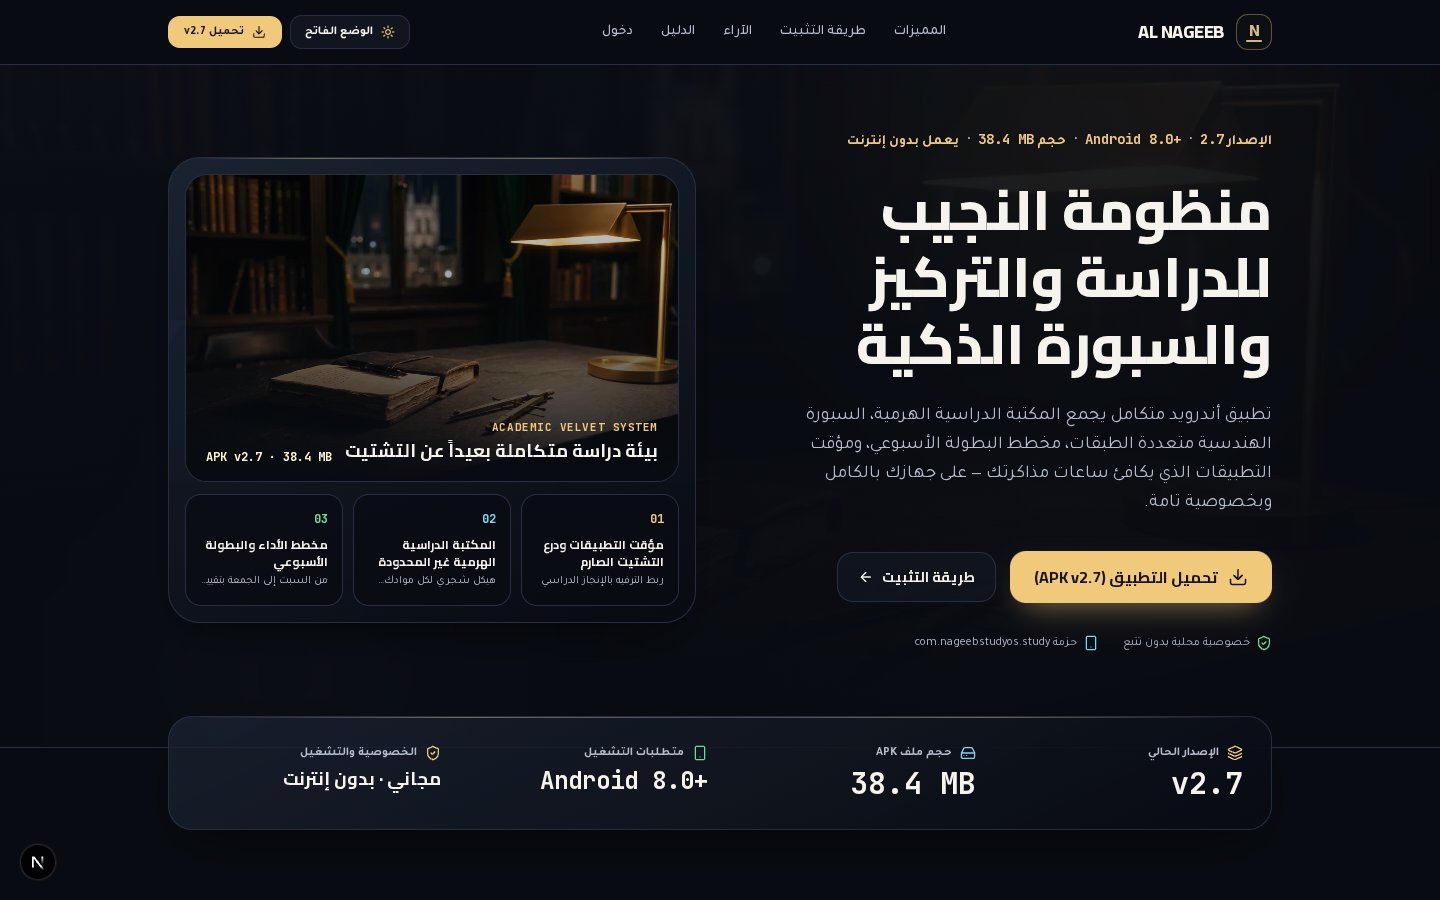 N
AL NAGEEB
المميزات
طريقة التثبيت
الآراء
الدليل
دخول
الوضع الفاتح
تحميل v2.7
الإصدار 2.7 · Android 8.0+ · حجم 38.4 MB · يعمل بدون إنترنت
منظومة النجيب
للدراسة والتركيز
والسبورة الذكية
تطبيق أندرويد متكامل يجمع المكتبة الدراسية الهرمية، السبورة
الهندسية متعددة الطبقات، مخطط البطولة الأسبوعي، ومؤقت
التطبيقات الذي يكافئ ساعات مذاكرتك — على جهازك بالكامل
وبخصوصية تامة.
تحميل التطبيق (APK v2.7)
طريقة التثبيت
خصوصية محلية بدون تتبع
حزمة com.nageebstudyos.study
ACADEMIC VELVET SYSTEM
بيئة دراسة متكاملة بعيداً عن التشتيت
APK v2.7 · 38.4 MB
01
مؤقت التطبيقات ودرع
التشتيت الصارم
ربط الترفيه بالإنجاز الدراسي
02
المكتبة الدراسية
الهرمية غير المحدودة
هيكل شجري لكل موادك...
03
مخطط الأداء والبطولة
الأسبوعي
من السبت إلى الجمعة بتقيي...
الإصدار الحالي
v2.7
حجم ملف APK
38.4 MB
متطلبات التشغيل
Android 8.0+
الخصوصية والتشغيل
مجاني · بدون إنترنت
N